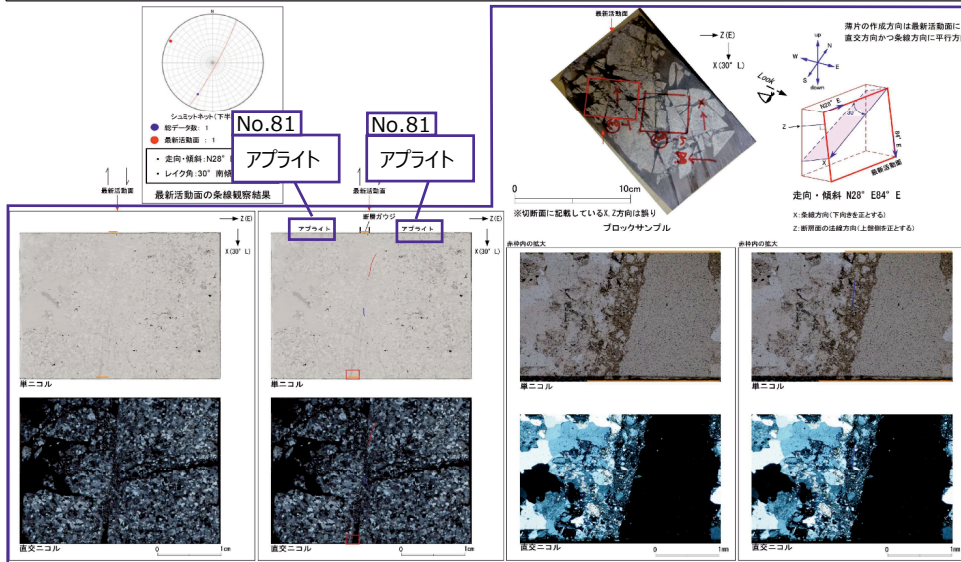 シュミットネット(下半
総データ数: 1
最新活動面 : 1
・ 走向・傾斜:N28°
・ レイク角:30° 南傾
最新活動面の条線観察結果
No.81
アプライト
No.81
アプライト
最新活動面
Z(E)
X(30° L)
0
10cm
※切断面に記載しているX, Z方向は誤り
ブロックサンプル
薄片の作成方向は最新活動面に
直交方向かつ条線方向に平行方
up
N
W
E
S
down
Look
N28° E
30°
Z
X
84° E
最新活動面
走向・傾斜 N28° E84° E
X:条線方向(下向きを正とする)
Z:断層面の法線方向(上盤側を正とする)
最新活動面
Z(E)
X(30° L)
単ニコル
直交ニコル
0
1cm
最新活動面
アプライト
断層ガウジ
アプライト
Z(E)
X(30° L)
単ニコル
直交ニコル
0
1cm
赤枠内の拡大
単ニコル
直交ニコル
0
1mm
赤枠内の拡大
単ニコル
直交ニコル
0
1mm